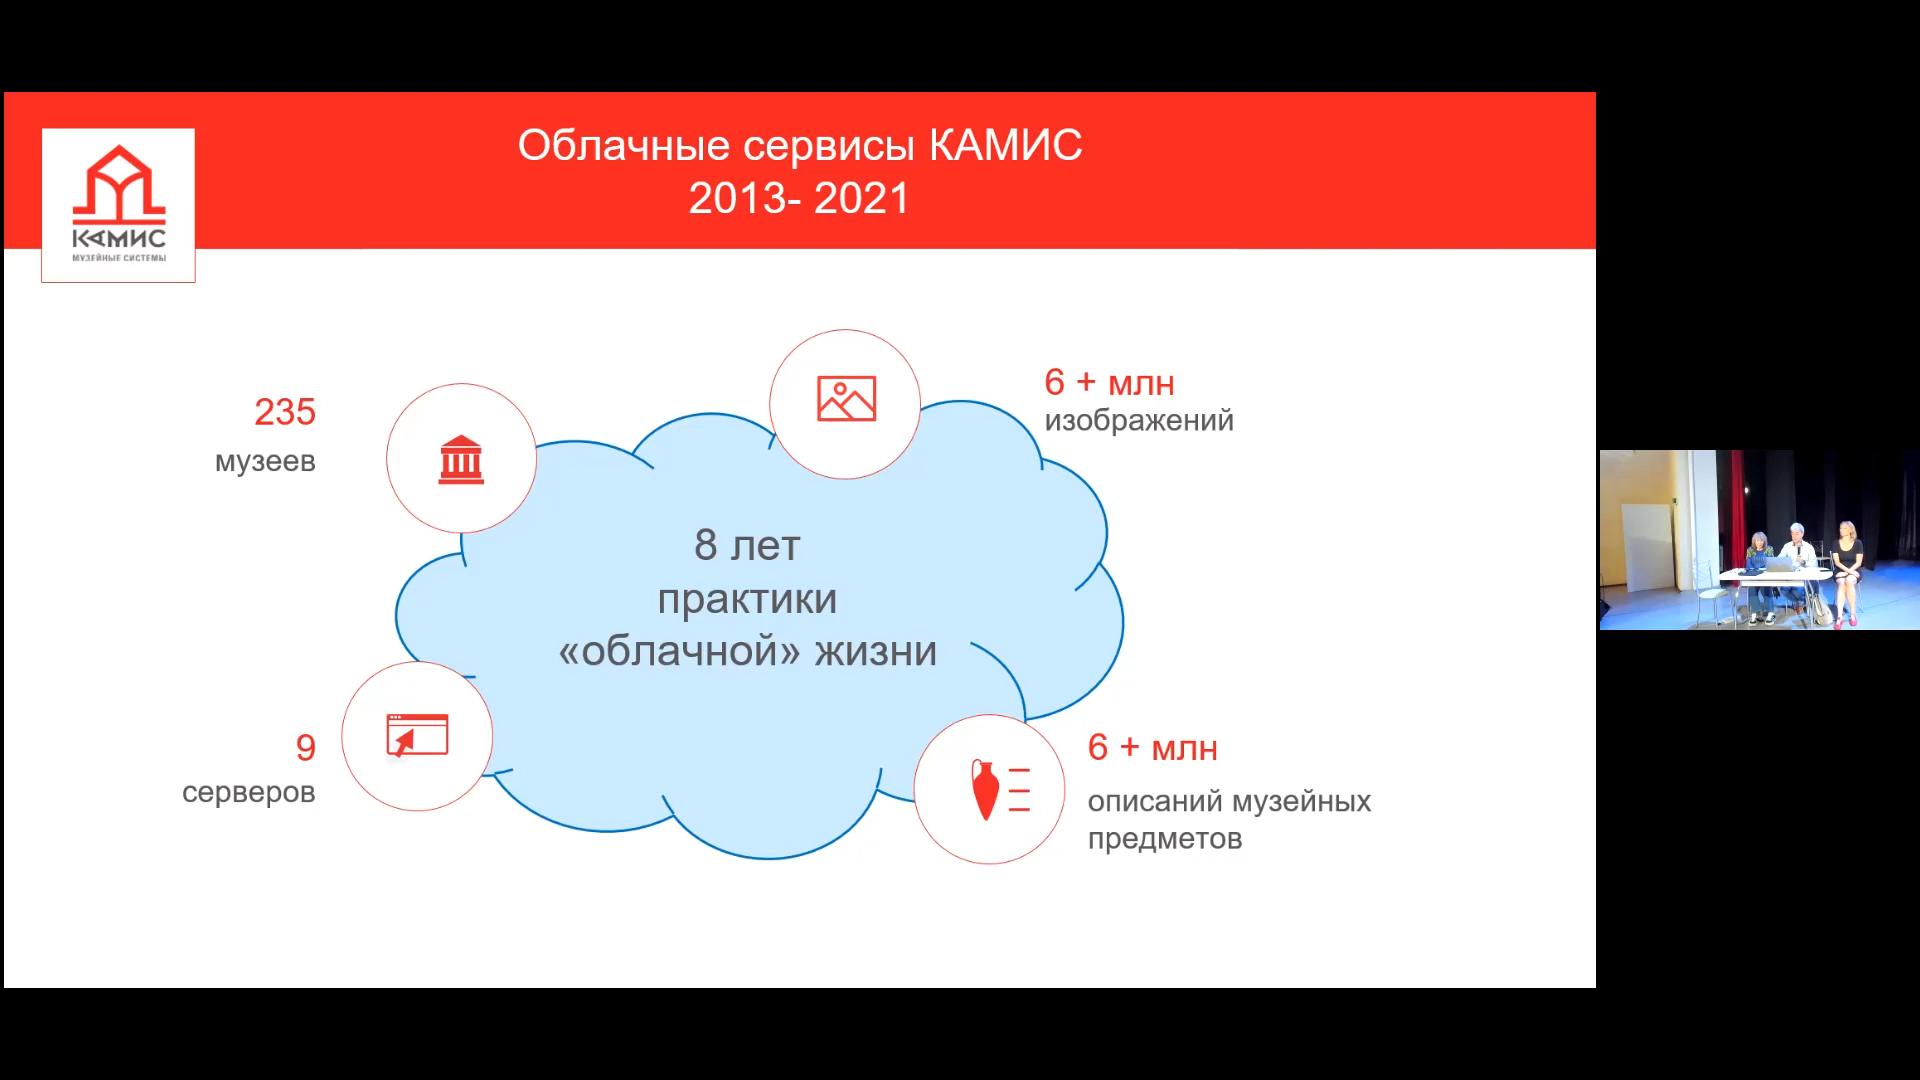 Облачные сервисы КАМИС
2013- 2021
КАМИС
МУЗЕЙНЫЕ СИСТЕМЫ
235
музеев
6 + млн
изображений
8 лет
практики
«облачной» жизни
9
серверов
6 + млн
описаний музейных
предметов